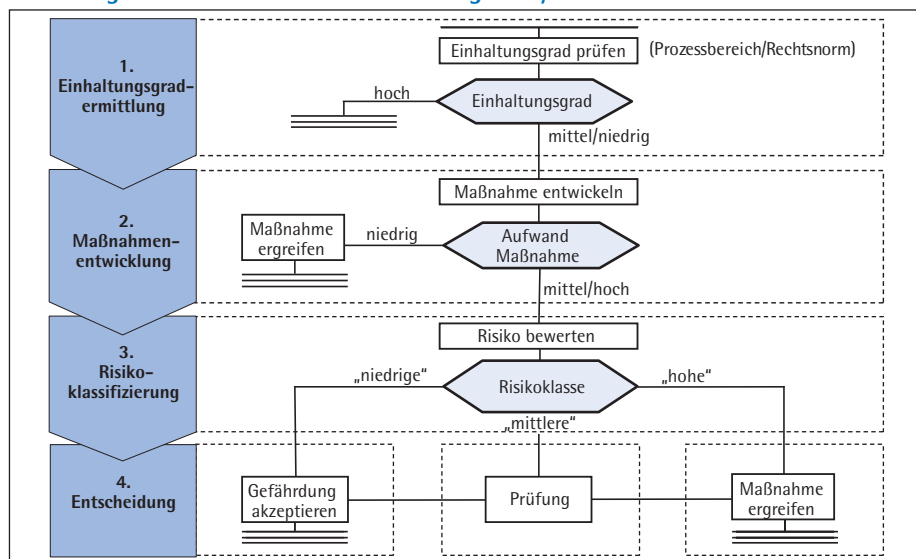 1.
Einhaltungsgrad-
ermittlung
Einhaltungsgrad prüfen
(Prozessbereich/Rechtsnorm)
hoch
Einhaltungsgrad
mittel/niedrig
2.
Maßnahmen-
entwicklung
Maßnahme entwickeln
Maßnahme
ergreifen
niedrig
Aufwand
Maßnahme
mittel/hoch
3.
Risiko-
klassifizierung
Risiko bewerten
„niedrige“
Risikoklasse
„hohe“
„mittlere“
4.
Entscheidung
Gefährdung
akzeptieren
Prüfung
Maßnahme
ergreifen